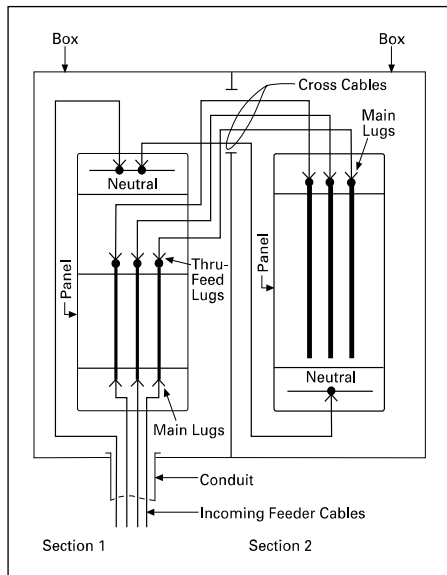 Box
Box
Cross Cables
Main
Lugs
Neutral
Thru-
Feed
Lugs
Panel
Panel
Neutral
Main Lugs
Conduit
Incoming Feeder Cables
Section 1
Section 2